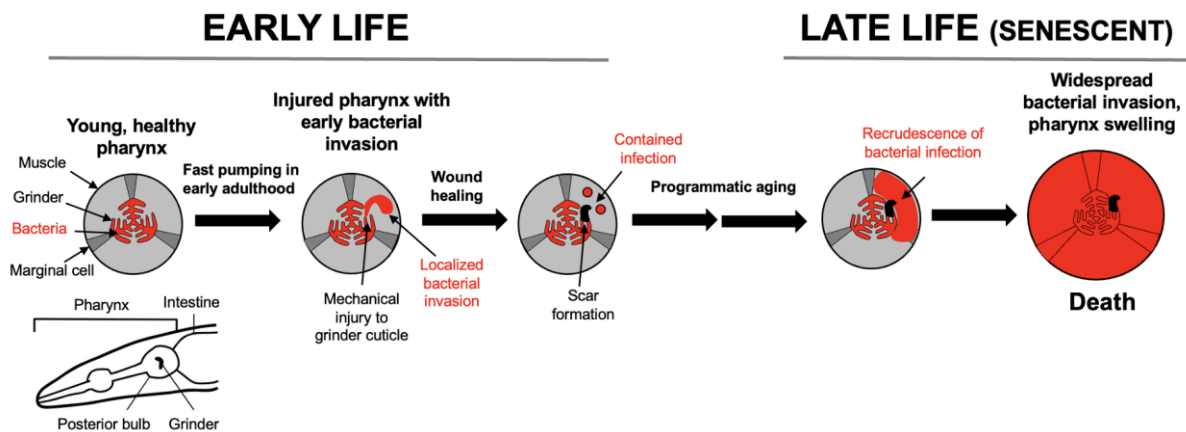 EARLY LIFE
LATE LIFE (SENESCENT)
Young, healthy
pharynx
Muscle
Grinder
Bacteria
Marginal cell
Fast pumping in
early adulthood
Injured pharynx with
early bacterial
invasion
Mechanical
injury to
grinder cuticle
Localized
bacterial
invasion
Wound
healing
Contained
infection
Scar
formation
Programmatic aging
Recrudescence of
bacterial infection
Widespread
bacterial invasion,
pharynx swelling
Death
Pharynx
Intestine
Posterior bulb
Grinder